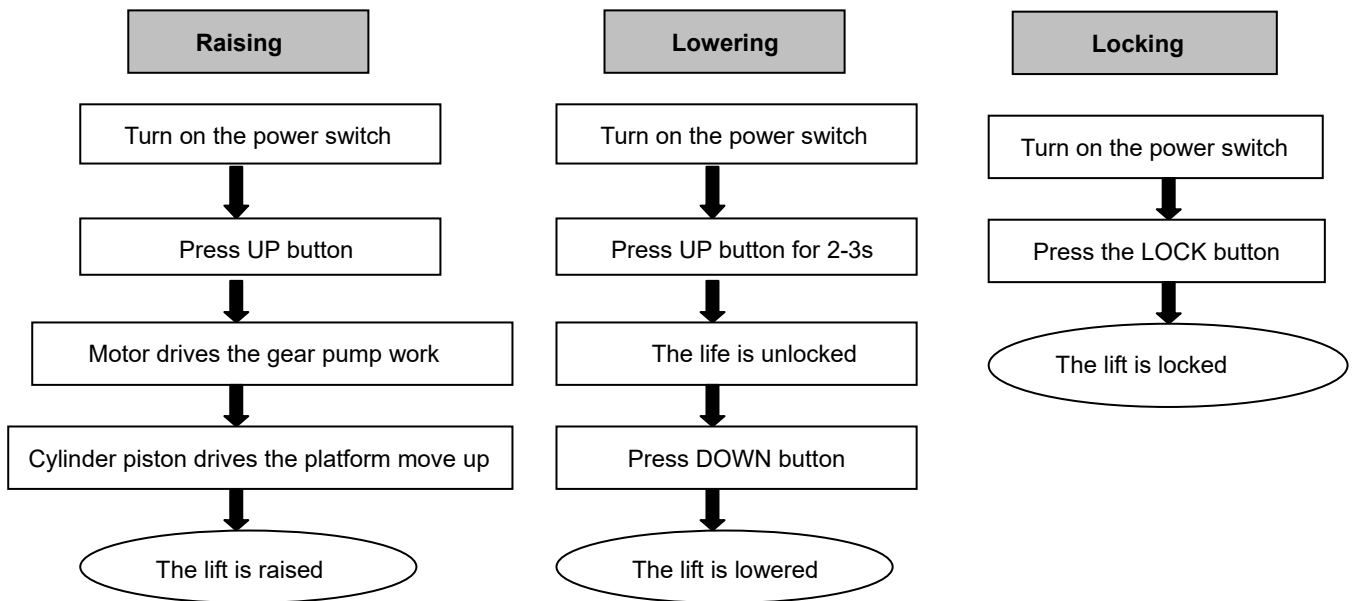 Raising
Turn on the power switch
Press UP button
Motor drives the gear pump work
Cylinder piston drives the platform move up
The lift is raised
Lowering
Turn on the power switch
Press UP button for 2-3s
The life is unlocked
Press DOWN button
The lift is lowered
Locking
Turn on the power switch
Press the LOCK button
The lift is locked